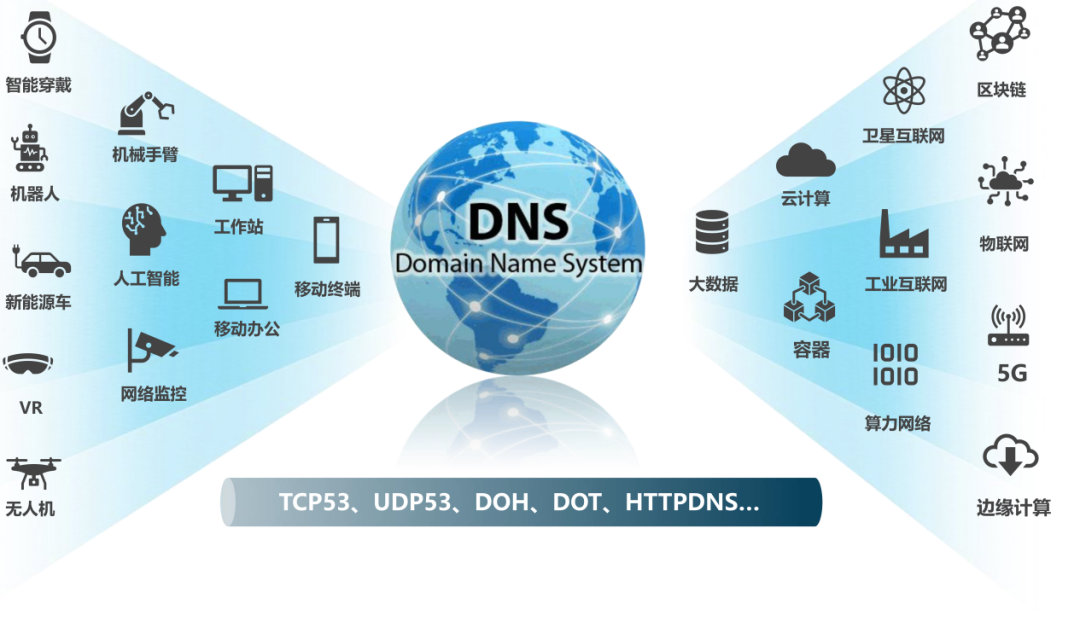 智能穿戴
机器人
新能源车
VR
无人机
机械手臂
人工智能
网络监控
工作站
移动办公
移动终端
DNS
Domain Name System
大数据
云计算
容器
卫星互联网
工业互联网
1010
1010
算力网络
区块链
物联网
5G
边缘计算
TCP53、UDP53、DOH、DOT、HTTPDNS...